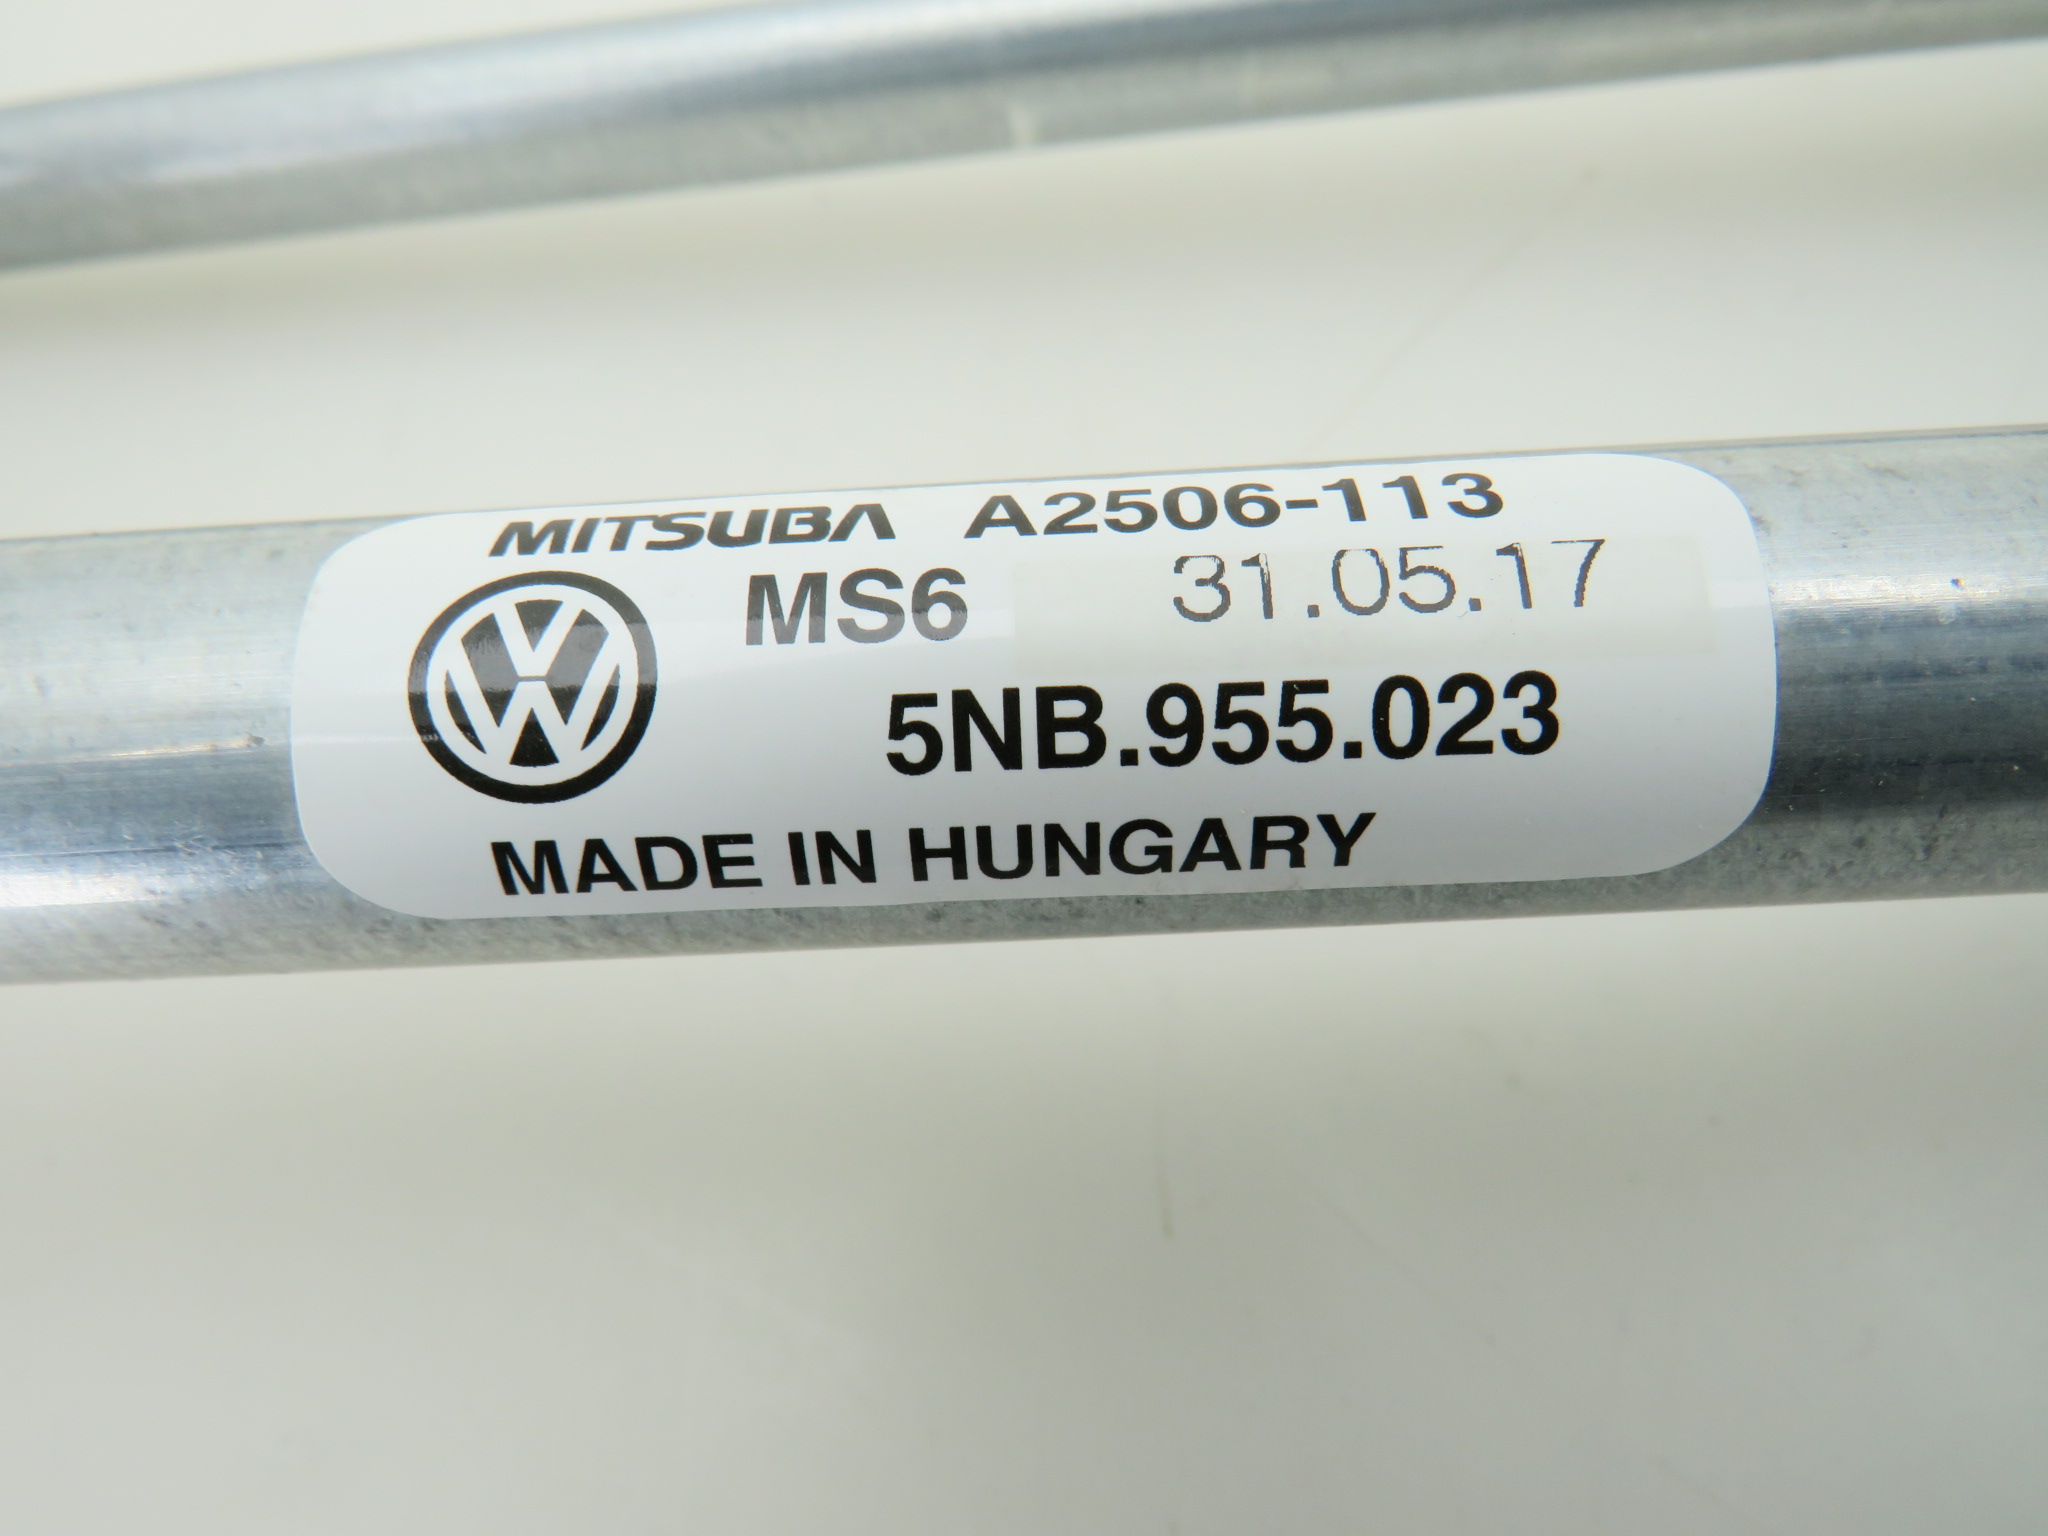 MITSUBA A2506-113
MS6 31.05.17
5NB.955.023
MADE IN HUNGARY